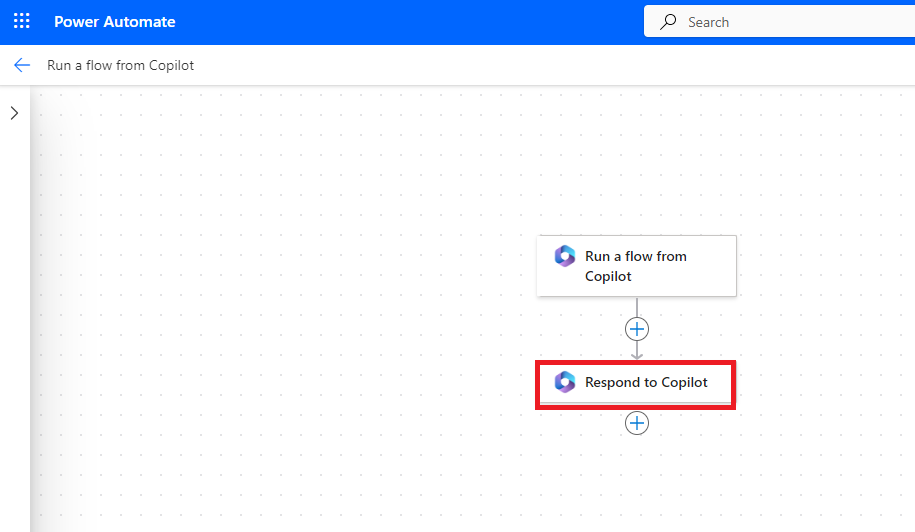 Power Automate
Search
Run a flow from Copilot
Run a flow from
Copilot
Respond to Copilot